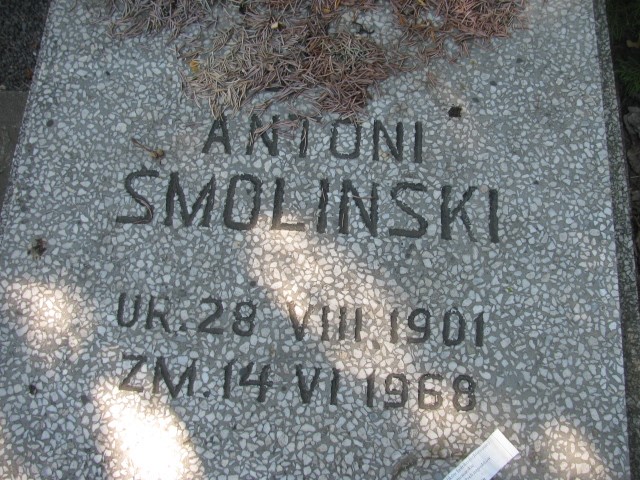 ANTONI
SMOLINSKI
UR. 28 VIII 1901
ZM. 14 VI 1968